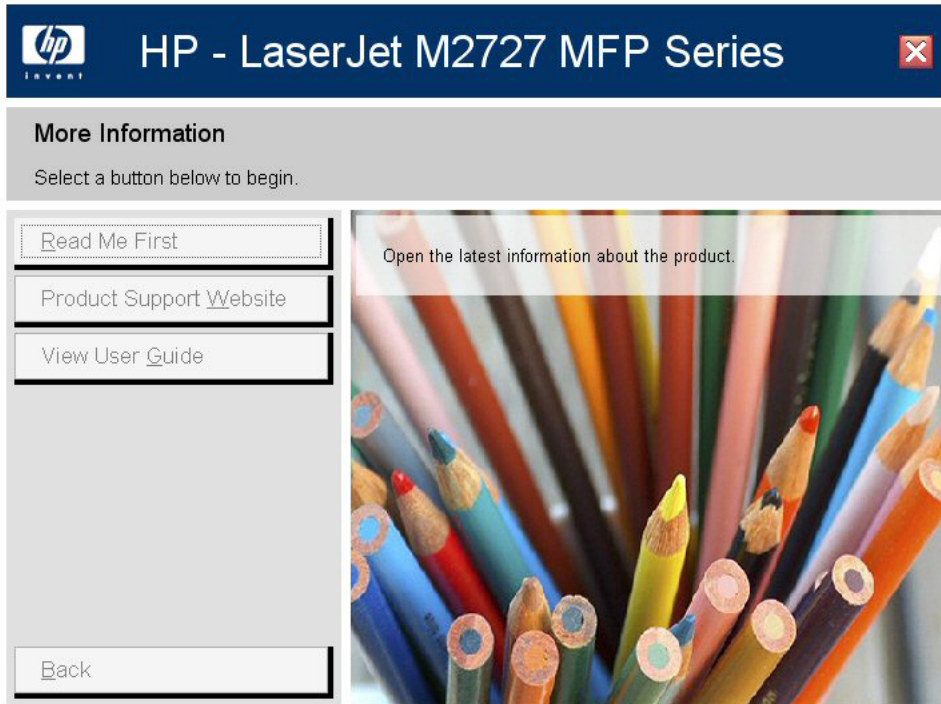 hp
invent
HP - LaserJet M2727 MFP Series
More Information
Select a button below to begin.
Read Me First
Open the latest information about the product.
Product Support Website
View User Guide
Back